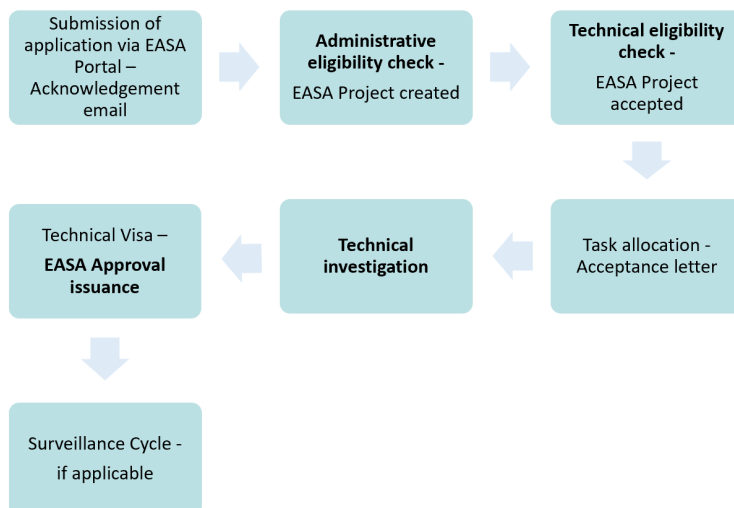 Submission of
application via EASA
Portal –
Acknowledgement
email
Administrative
eligibility check -
EASA Project created
Technical eligibility
check -
EASA Project
accepted
Task allocation -
Acceptance letter
Technical
investigation
Technical Visa –
EASA Approval
issuance
Surveillance Cycle -
if applicable